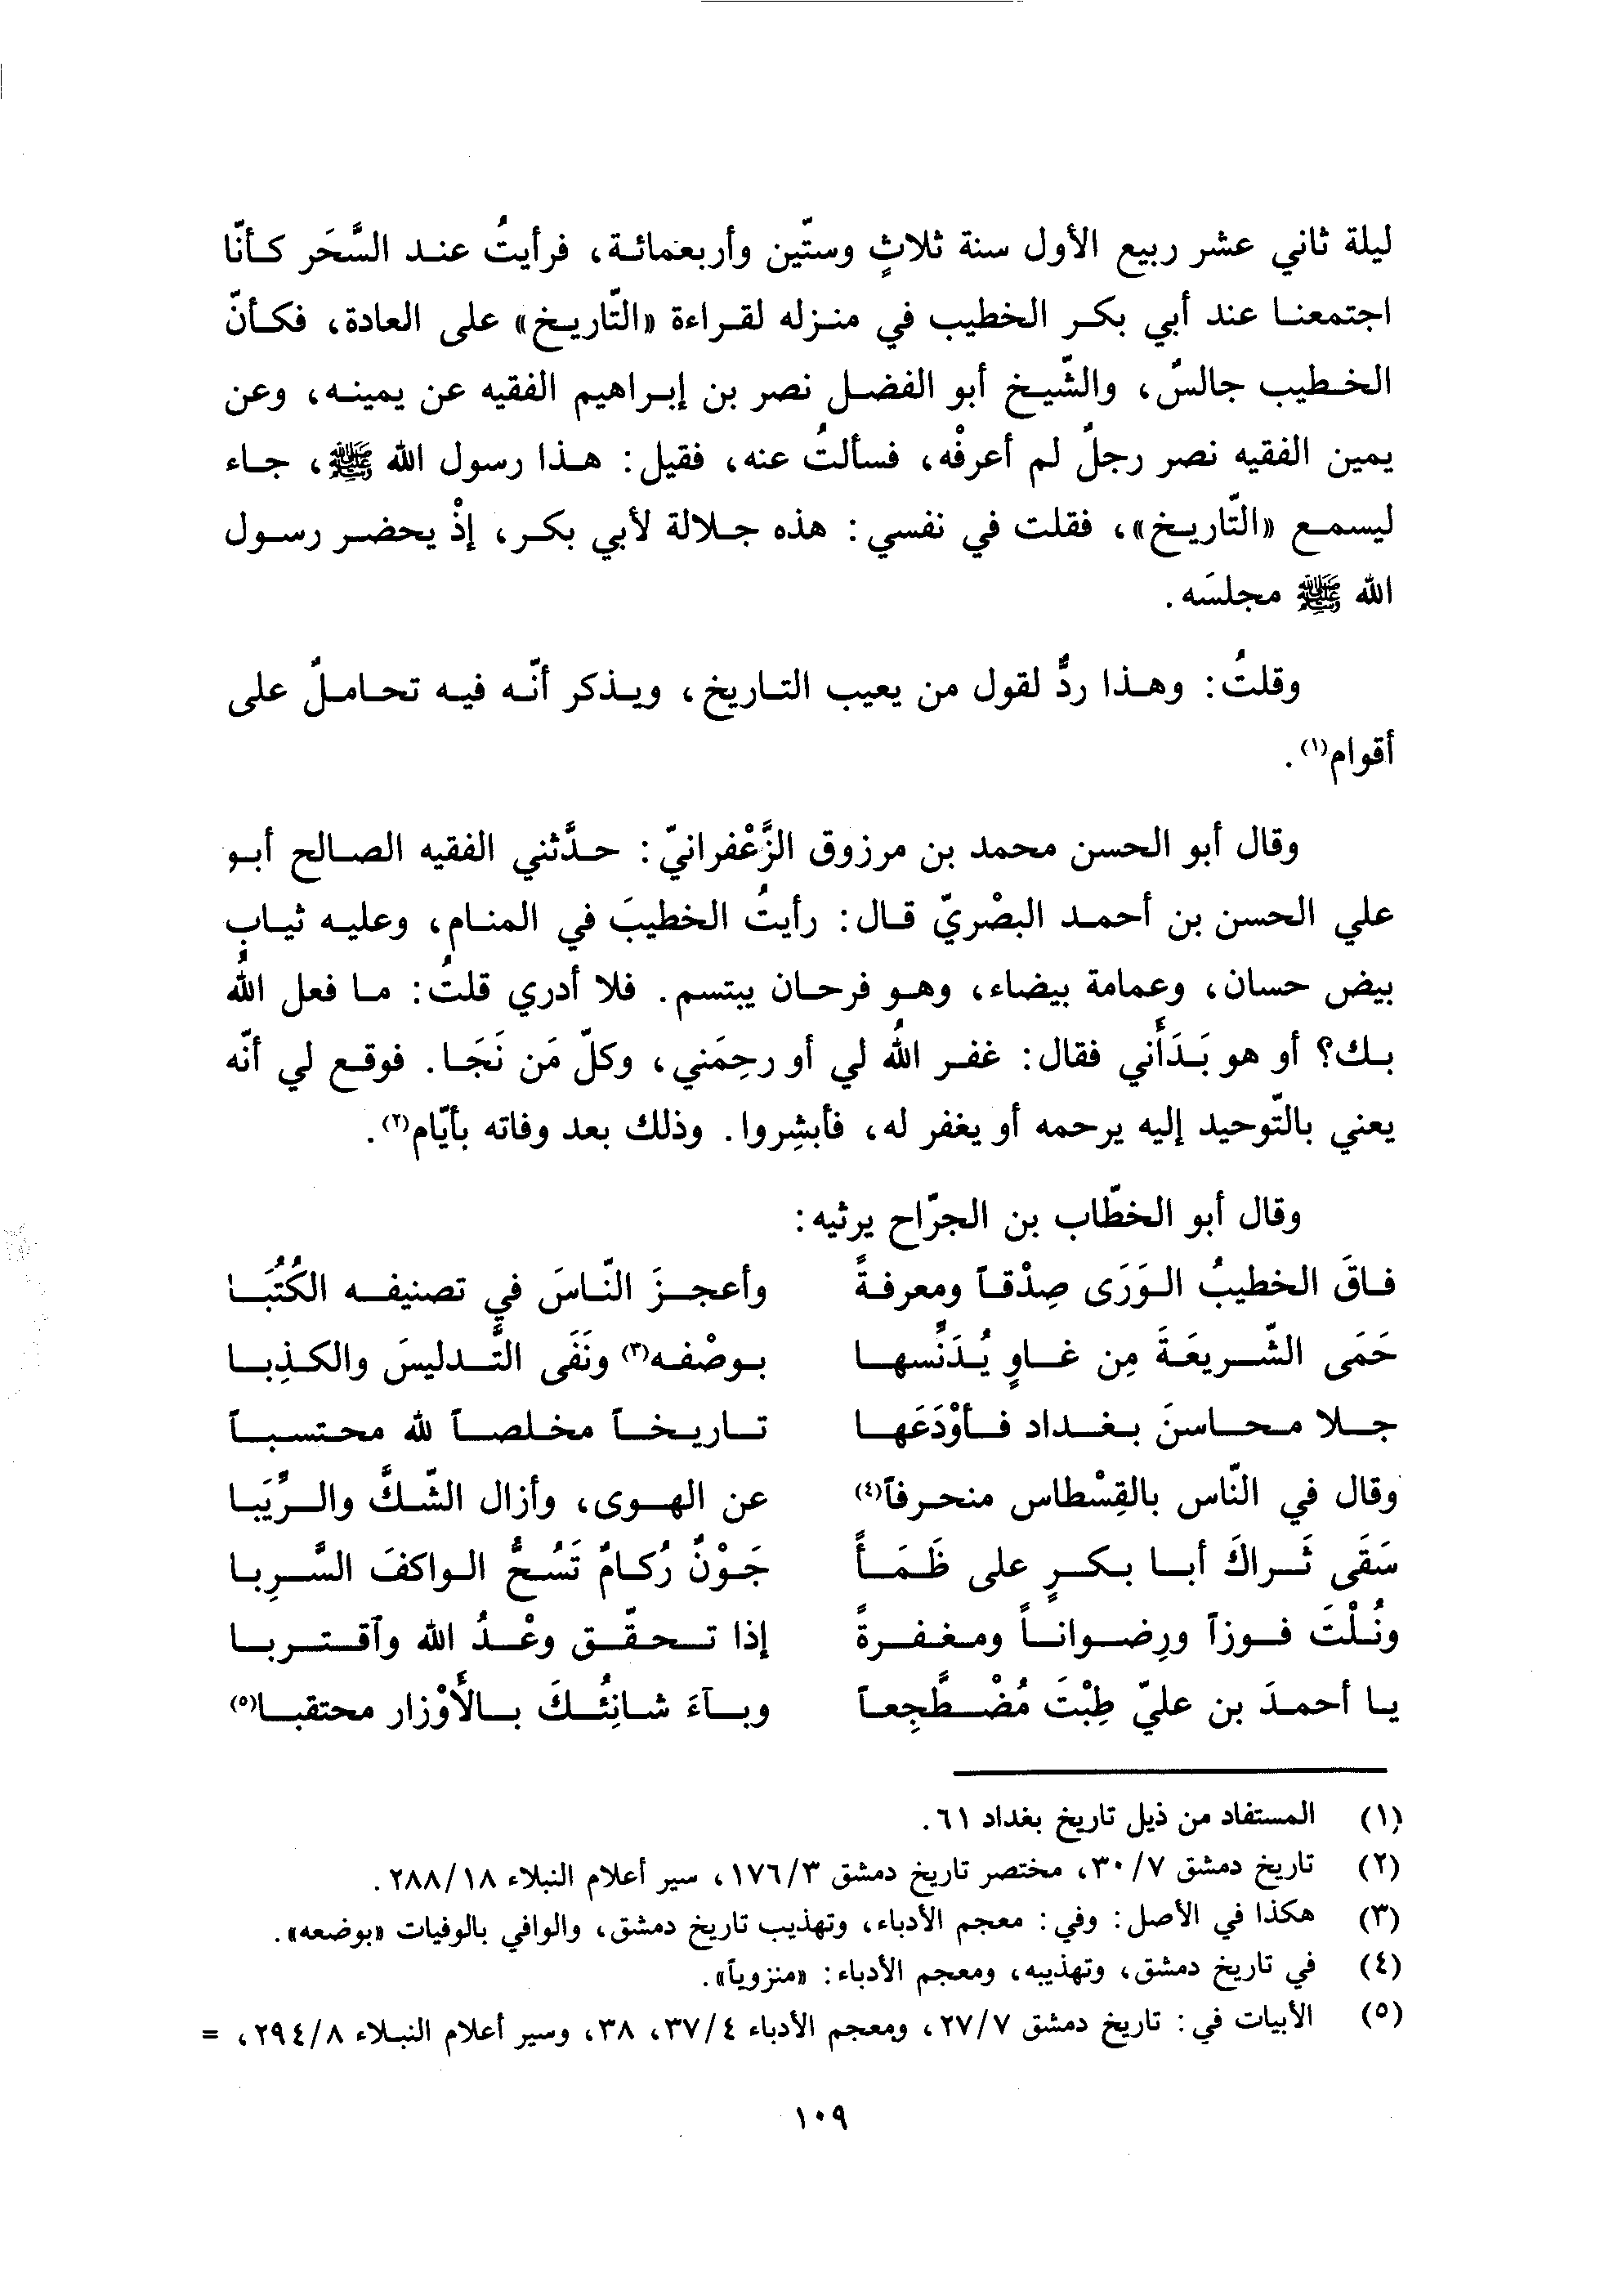 ليلة ثاني عشر ربيع الأول سنة ثلاثٍ وستّين وأربعمائة، فرأيتُ عند السَّحَر كأنّا
اجتمعنا عند أبي بكر الخطيب في منزله لقراءة «التّاريخ» على العادة، فكأنّ
الخطيب جالسٌ، والشّيخ أبو الفضل نصر بن إبراهيم الفقيه عن يمينه، وعن
يمين الفقيه نصر رجلٌ لم أعرفْه، فسألتُ عنه، فقيل: هذا رسول الله ﷺ، جاء
ليسمع «التّاريخ»، فقلت في نفسي: هذه جلالة لأبي بكر، إذْ يحضر رسول
الله ﷺ مجلسَه.
وقلتُ: وهذا ردٌّ لقول من يعيب التاريخ، ويذكر أنّه فيه تحاملٌ على
أقوام(١).
وقال أبو الحسن محمد بن مرزوق الزَّعْفرانيّ: حدَّثني الفقيه الصالح أبو
علي الحسن بن أحمد البصْريّ قال: رأيتُ الخطيبَ في المنام، وعليه ثياب
بيض حسان، وعمامة بيضاء، وهو فرحان يبتسم. فلا أدري قلتُ: ما فعل اللهُ
بك؟ أو هو بَدَأَني فقال: غفر اللهُ لي أو رحِمَني، وكلّ مَن نَجَا. فوقع لي أنّه
يعني بالتّوحيد إليه يرحمه أو يغفر له، فأبشِروا. وذلك بعد وفاته بأيّام(٢).
وقال أبو الخطّاب بن الجرّاح يرثيه:
فاقَ الخطيبُ الوَرَى صِدْقاً ومعرفةً وأعجزَ النّاسَ في تصنيفه الكُتُبَا
حَمَى الشّريعَةَ مِن غاوٍ يُدَنِّسها بوصْفه(٣) ونَفَى التَّدليسَ والكذِبا
جلا محاسنَ بغداد فأوْدَعَها تاريخاً مخلصاً لله محتسباً
وقال في النّاس بالقِسْطاس منحرفاً(٤) عن الهوى، وأزال الشّكَّ والرِّيَبا
سَقَى ثَراكَ أبا بكرٍ على ظَمَأً جَوْنٌ رُكامٌ تَسُحُّ الواكفَ السَّرِبا
ونُلْتَ فوزاً ورِضواناً ومغفرةً إذا تحقّق وعْدُ الله وآقتربا
يا أحمدَ بن عليّ طِبْتَ مُضْطَّجِعاً وبآءَ شانِئُكَ بالأَوْزار محتقبا(٥)
(١) المستفاد من ذيل تاريخ بغداد ٦١.
(٢) تاريخ دمشق ٣٠/٧، مختصر تاريخ دمشق ١٧٦/٣، سير أعلام النبلاء ٢٨٨/١٨.
(٣) هكذا في الأصل: وفي: معجم الأدباء، وتهذيب تاريخ دمشق، والوافي بالوفيات «بوضعه».
(٤) في تاريخ دمشق، وتهذيبه، ومعجم الأدباء: «منزوياً».
(٥) الأبيات في: تاريخ دمشق ٢٧/٧، ومعجم الأدباء ٣٧/٤، ٣٨، وسير أعلام النبلاء ٢٩٤/٨، =
١٠٩